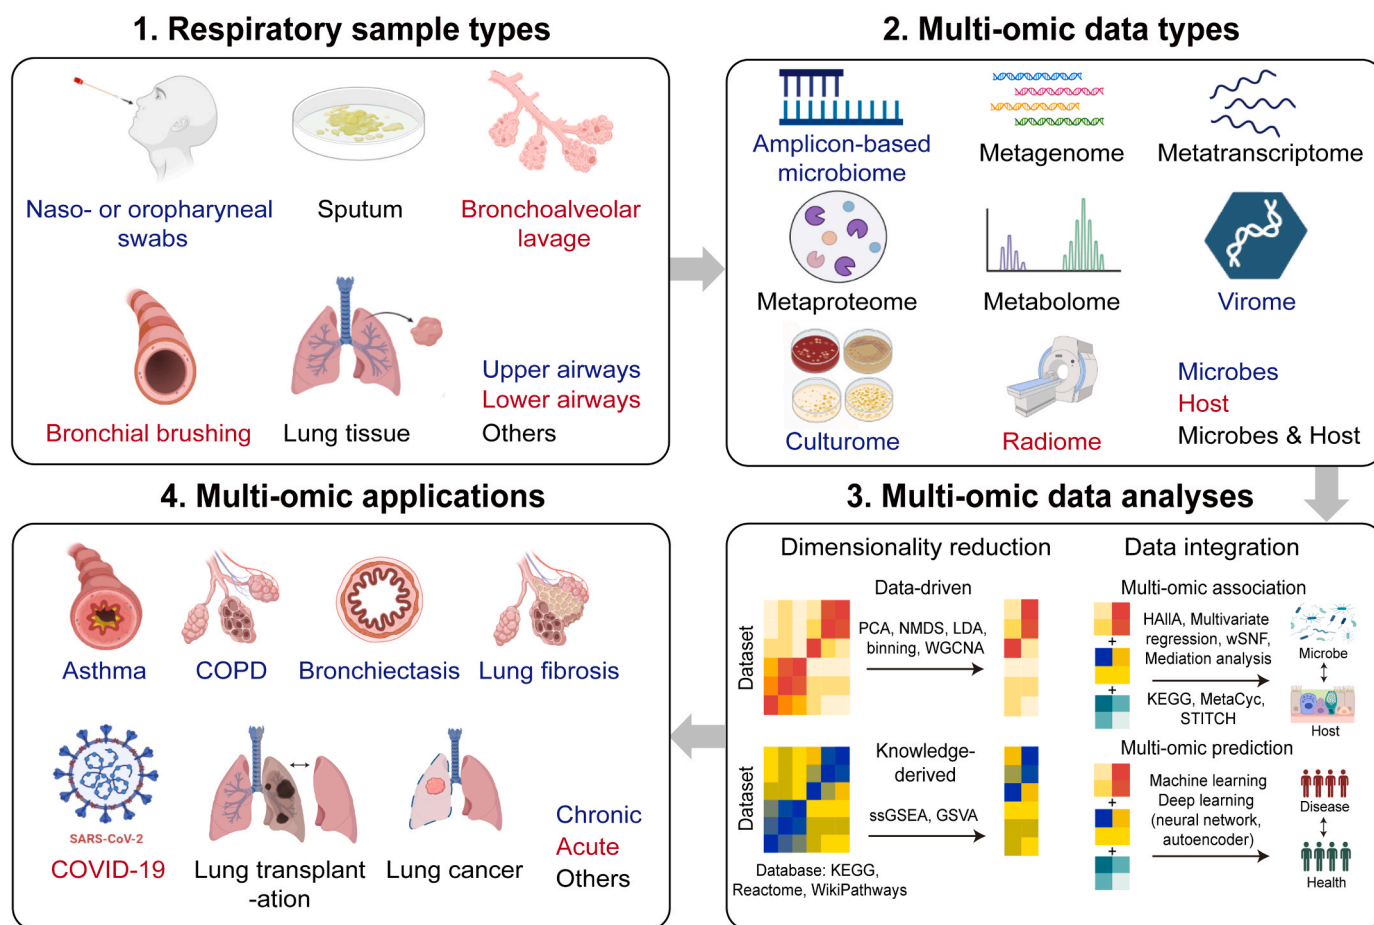 1. Respiratory sample types
Naso- or oropharyneal
swabs
Sputum
Bronchoalveolar
lavage
Bronchial brushing
Lung tissue
Upper airways
Lower airways
Others
2. Multi-omic data types
Amplicon-based
microbiome
Metagenome
Metatranscriptome
Metaproteome
Metabolome
Virome
Culturome
Radiome
Microbes
Host
Microbes & Host
3. Multi-omic data analyses
Dimensionality reduction
Data-driven
Dataset
PCA, NMDS, LDA,
binning, WGCNA
Knowledge-
derived
Dataset
ssGSEA, GSVA
Database: KEGG,
Reactome, WikiPathways
Data integration
Multi-omic association
+
+
HAllA, Multivariate
regression, wSNF,
Mediation analysis
KEGG, MetaCyc,
STITCH
Microbe
Host
Multi-omic prediction
+
+
Machine learning
Deep learning
(neural network,
autoencoder)
Disease
Health
4. Multi-omic applications
Asthma
COPD
Bronchiectasis
Lung fibrosis
SARS-CoV-2
COVID-19
Lung transplant
-ation
Lung cancer
Chronic
Acute
Others